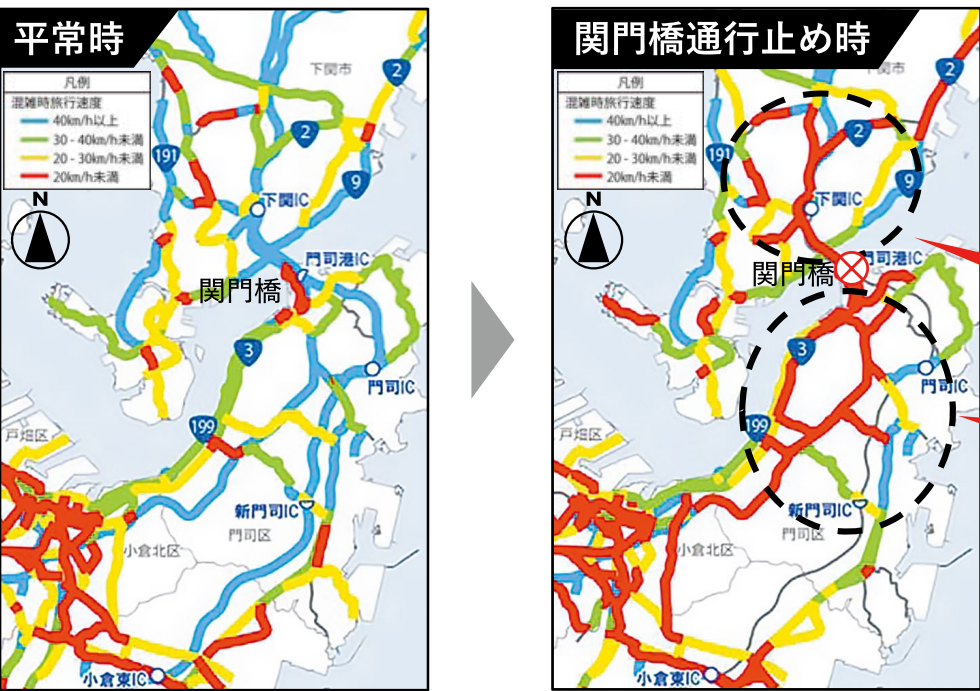 平常時
凡例
混雑時旅行速度
40km/h以上
30 - 40km/h未満
20 - 30km/h未満
20km/h未満
N
下関市
2
2
191
9
下関IC
門司港IC
関門橋
3
門司IC
199
戸畑区
新門司IC
門司区
小倉北区
小倉東IC
関門橋通行止め時
凡例
混雑時旅行速度
40km/h以上
30 - 40km/h未満
20 - 30km/h未満
20km/h未満
N
下関市
2
2
191
9
下関IC
門司港IC
関門橋
3
門司IC
199
戸畑区
新門司IC
門司区
小倉北区
小倉東IC